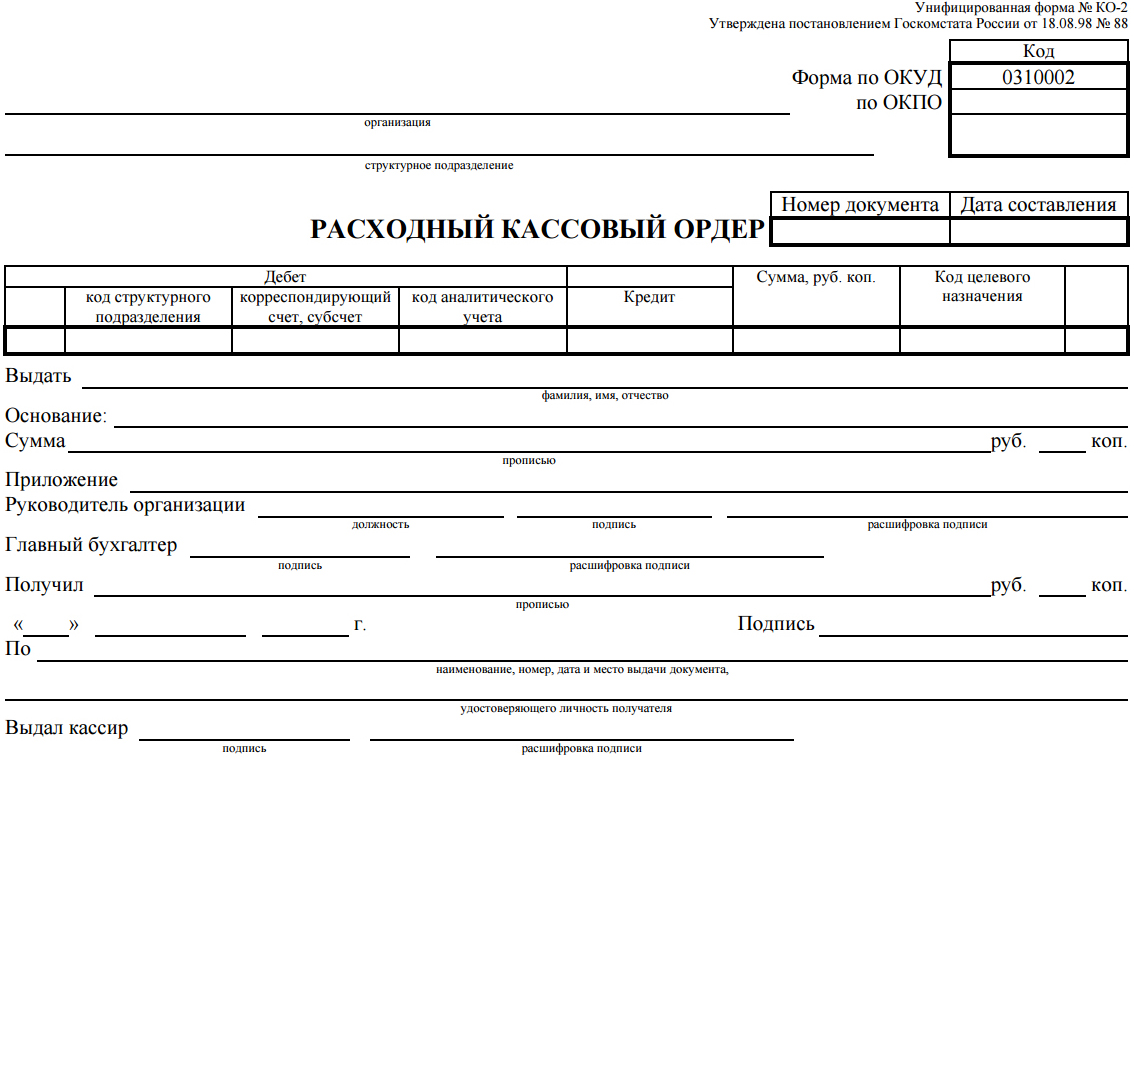 Унифицированная форма № КО-2
Утверждена постановлением Госкомстата России от 18.08.98 № 88
Код
Форма по ОКУД 0310002
по ОКПО
организация
структурное подразделение
Номер документа Дата составления
РАСХОДНЫЙ КАССОВЫЙ ОРДЕР
Дебет Сумма, руб. коп. Код целевого назначения
код структурного подразделения корреспондирующий счет, субсчет код аналитического учета Кредит
Выдать
фамилия, имя, отчество
Основание:
Сумма руб. коп.
прописью
Приложение
Руководитель организации
должность подпись расшифровка подписи
Главный бухгалтер
подпись расшифровка подписи
Получил руб. коп.
прописью
« » г. Подпись
По
наименование, номер, дата и место выдачи документа,
удостоверяющего личность получателя
Выдал кассир
подпись расшифровка подписи